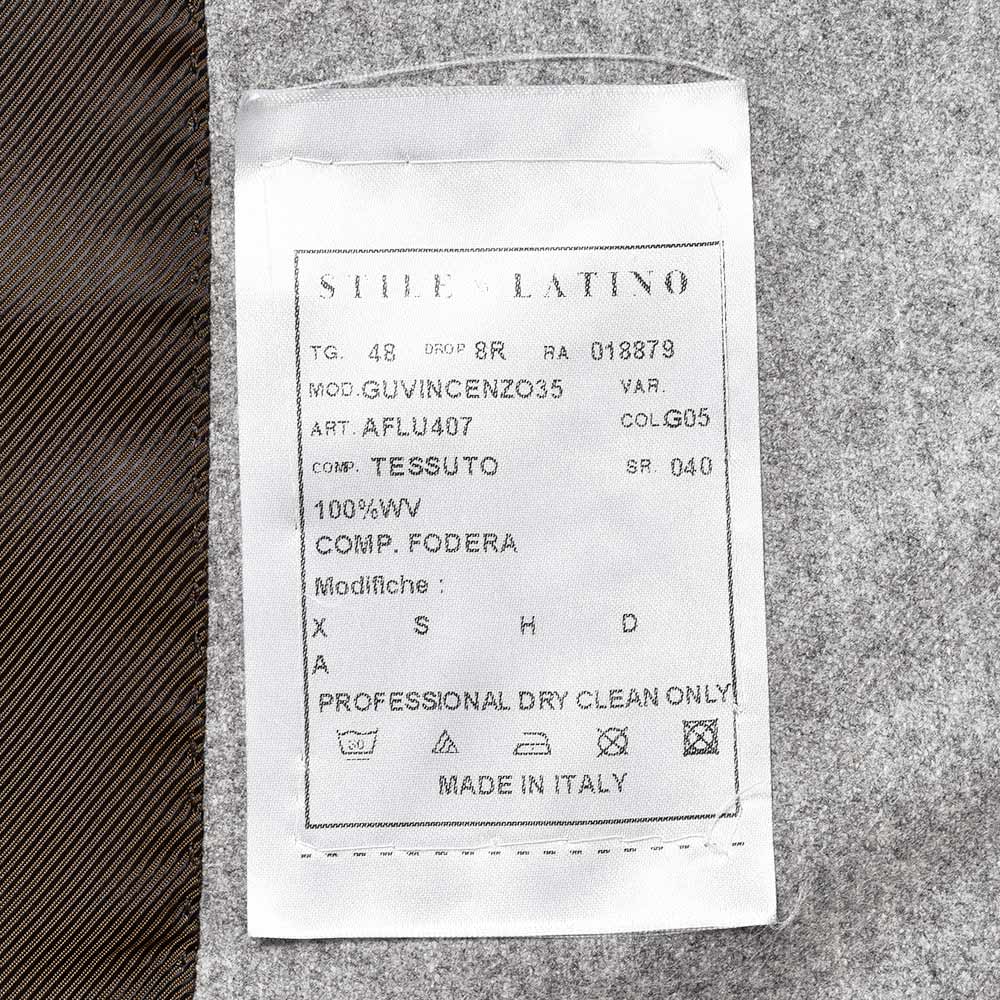 STILE LATINO
TG. 48 DROP 8R RA 018879
MOD.GUVINCENZO35 VAR.
ART. AFLU407 COL.G05
COMP. TESSUTO SR. 040
100%WV
COMP. FODERA
Modifiche :
X S H D
A
PROFESSIONAL DRY CLEAN ONLY
30
MADE IN ITALY